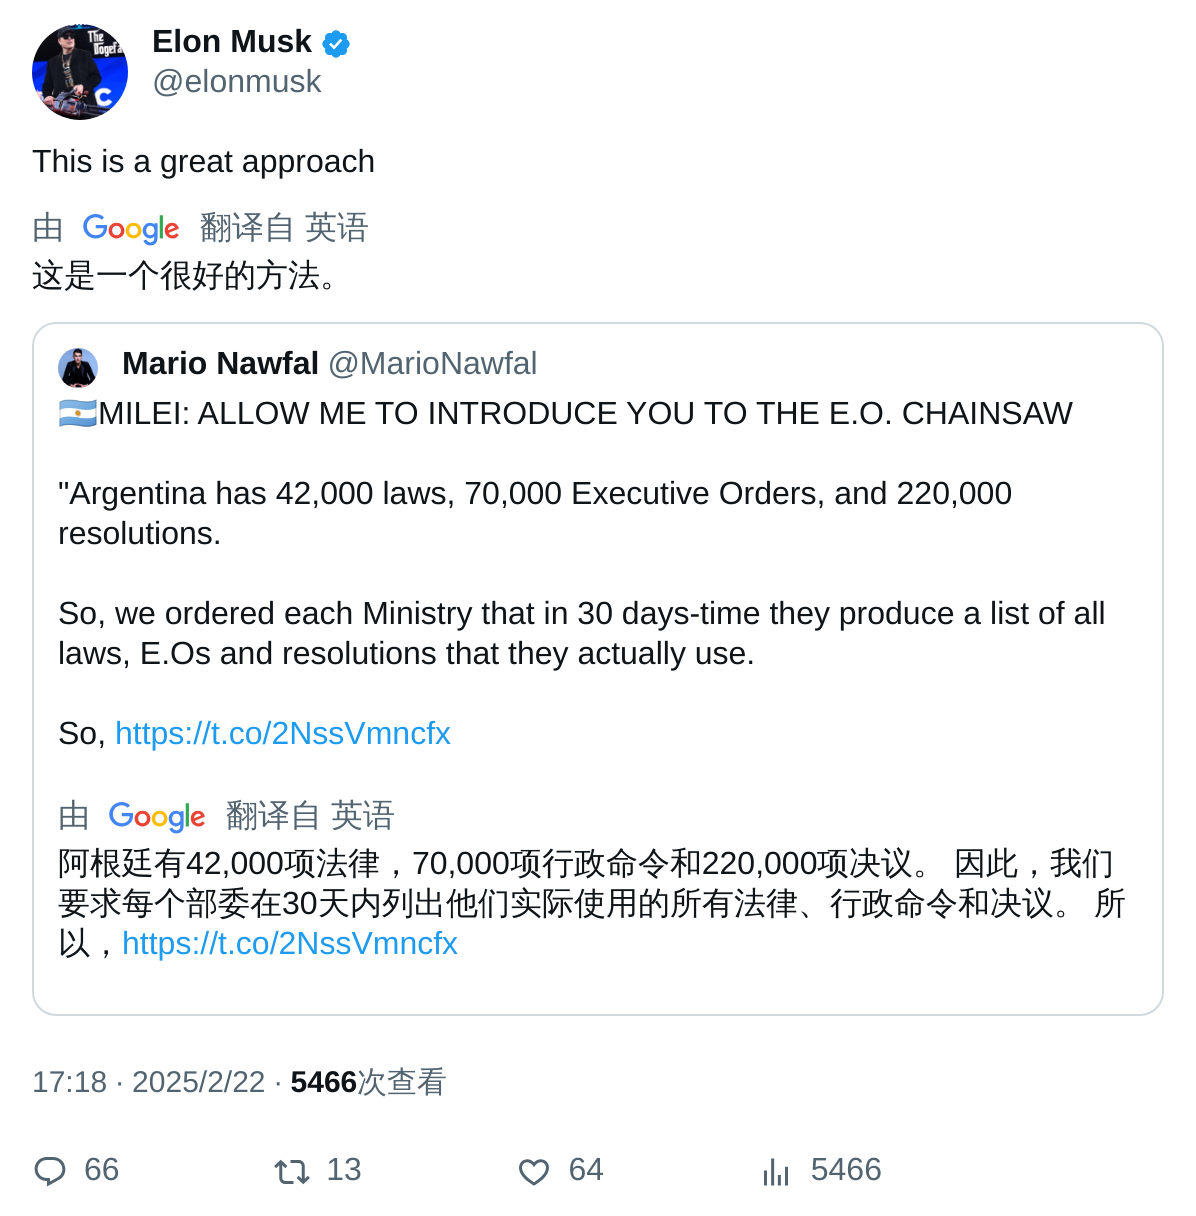 The
Dogefa
C
Elon Musk
@elonmusk
This is a great approach
由 Google 翻译自 英语
这是一个很好的方法。
Mario Nawfal @MarioNawfal
🇦🇷MILEI: ALLOW ME TO INTRODUCE YOU TO THE E.O. CHAINSAW
"Argentina has 42,000 laws, 70,000 Executive Orders, and 220,000
resolutions.
So, we ordered each Ministry that in 30 days-time they produce a list of all
laws, E.Os and resolutions that they actually use.
So, https://t.co/2NssVmncfx
由 Google 翻译自 英语
阿根廷有42,000项法律，70,000项行政命令和220,000项决议。 因此，我们
要求每个部委在30天内列出他们实际使用的所有法律、行政命令和决议。 所
以，https://t.co/2NssVmncfx
17:18 · 2025/2/22 · 5466次查看
66 13 64 5466